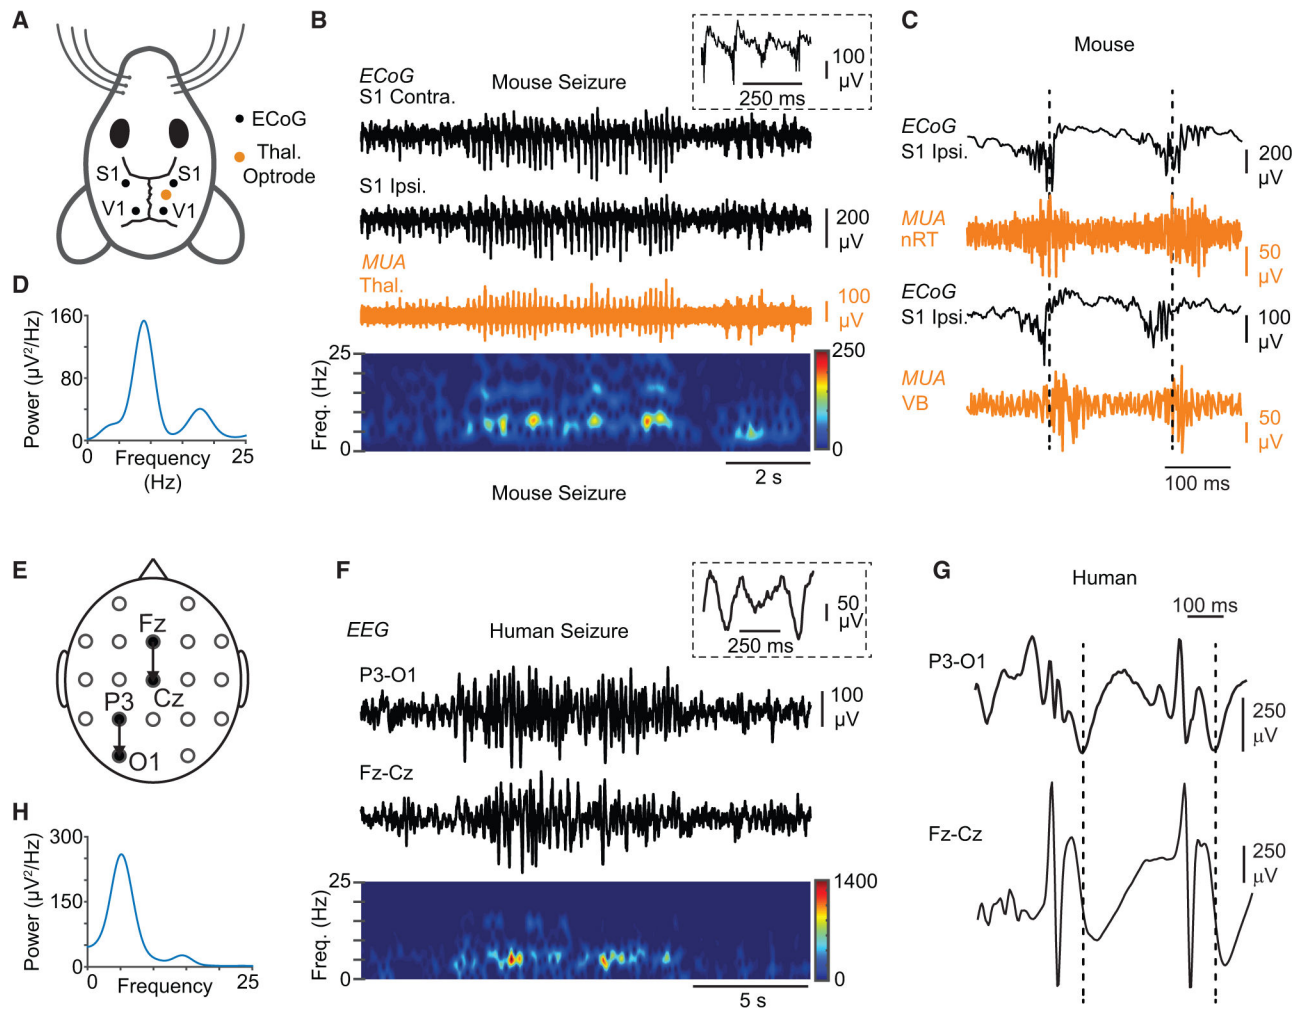 A
ECoG
Thal.
Optrode
S1
S1
V1
V1
B
ECoG
S1 Contra.
Mouse Seizure
100
µV
250 ms
S1 Ipsi.
200
µV
MUA
Thal.
100
µV
25
Freq. (Hz)
0
250
0
2 s
Mouse Seizure
C
Mouse
ECoG
S1 Ipsi.
200
µV
MUA
nRT
50
µV
ECoG
S1 Ipsi.
100
µV
MUA
VB
50
µV
100 ms
D
160
80
0
Power (µV²/Hz)
0
Frequency
25
(Hz)
E
Fz
Cz
P3
O1
F
EEG
Human Seizure
50
µV
250 ms
P3-O1
100
µV
Fz-Cz
25
Freq. (Hz)
0
1400
0
5 s
G
Human
100 ms
P3-O1
250
µV
Fz-Cz
250
µV
H
300
150
0
Power (µV²/Hz)
0
Frequency
25